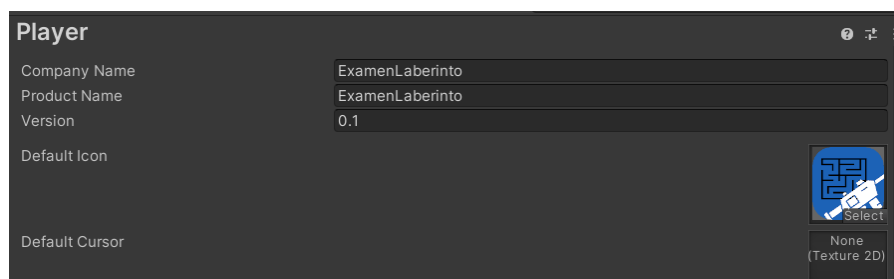 Player
Company Name ExamenLaberinto
Product Name ExamenLaberinto
Version 0.1
Default Icon
Select
Default Cursor
None
(Texture 2D)